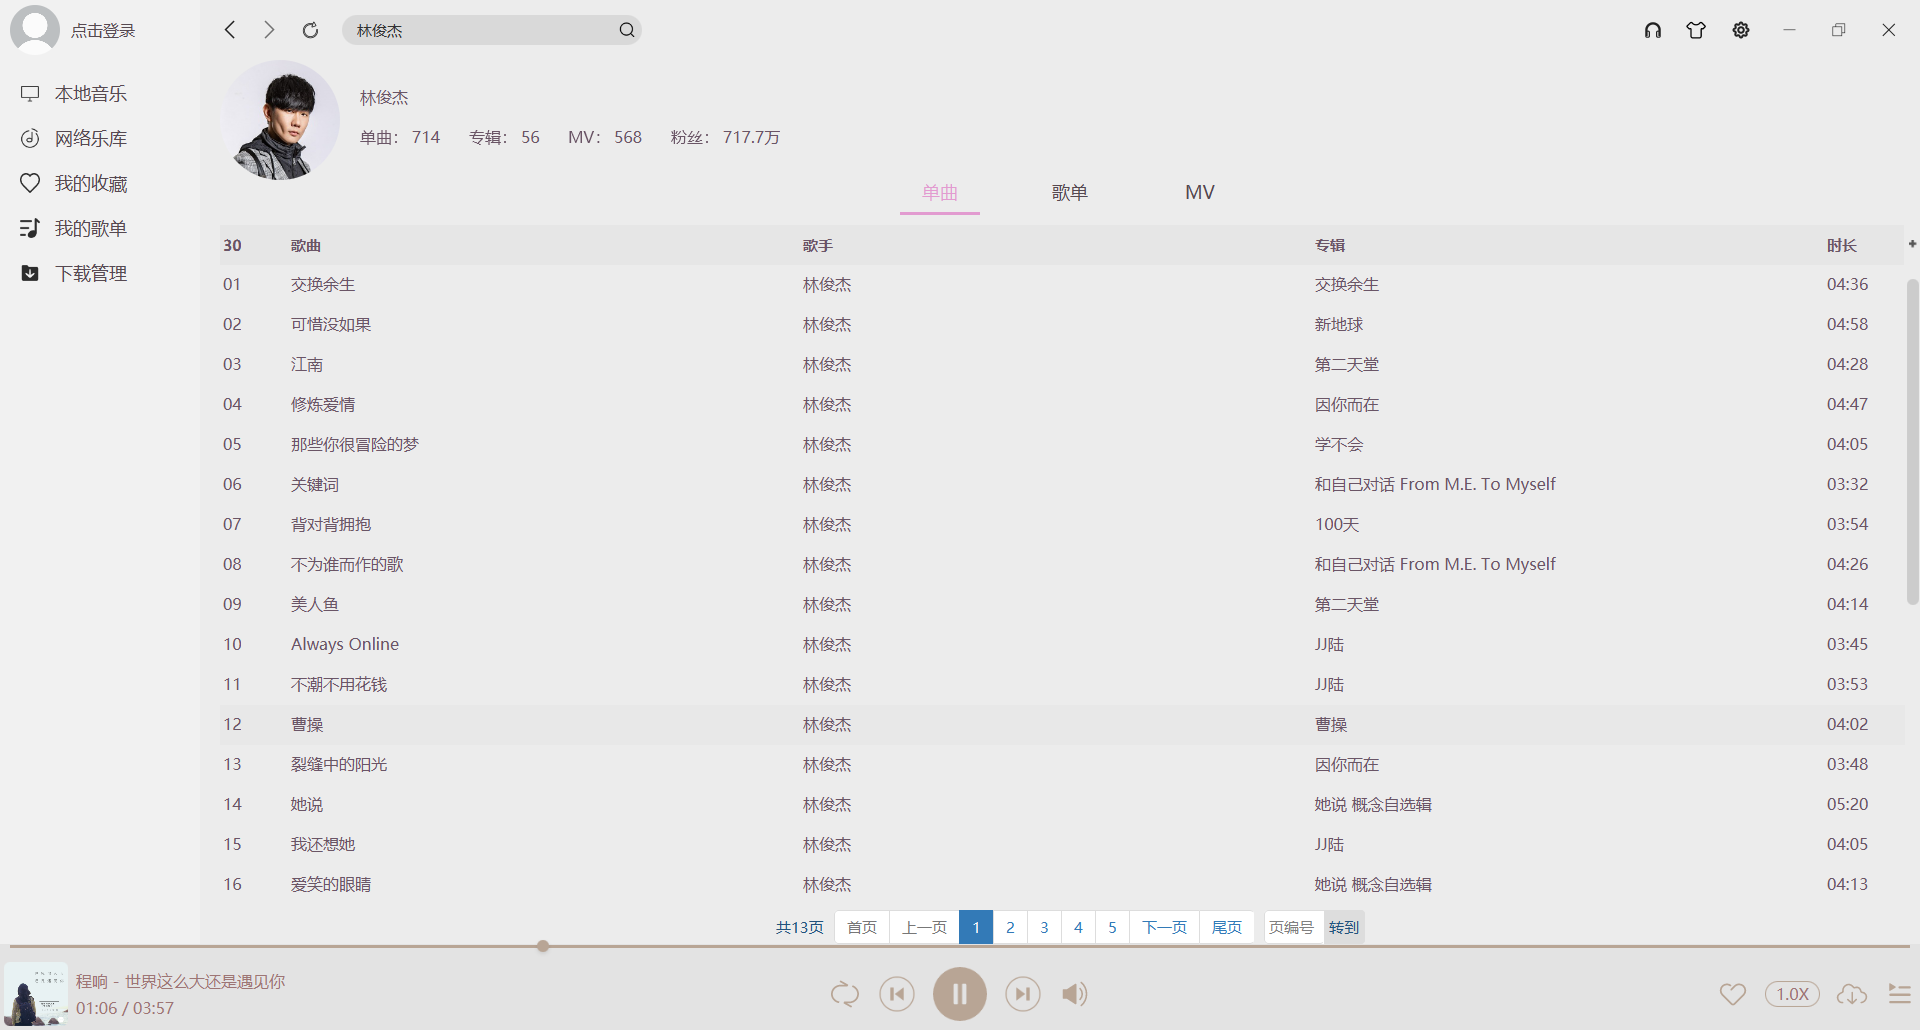 点击登录
林俊杰
本地音乐
网络乐库
我的收藏
我的歌单
下载管理
林俊杰
单曲： 714 专辑： 56 MV： 568 粉丝： 717.7万
单曲 歌单 MV
30 歌曲 歌手 专辑 时长
01 交换余生 林俊杰 交换余生 04:36
02 可惜没如果 林俊杰 新地球 04:58
03 江南 林俊杰 第二天堂 04:28
04 修炼爱情 林俊杰 因你而在 04:47
05 那些你很冒险的梦 林俊杰 学不会 04:05
06 关键词 林俊杰 和自己对话 From M.E. To Myself 03:32
07 背对背拥抱 林俊杰 100天 03:54
08 不为谁而作的歌 林俊杰 和自己对话 From M.E. To Myself 04:26
09 美人鱼 林俊杰 第二天堂 04:14
10 Always Online 林俊杰 JJ陆 03:45
11 不潮不用花钱 林俊杰 JJ陆 03:53
12 曹操 林俊杰 曹操 04:02
13 裂缝中的阳光 林俊杰 因你而在 03:48
14 她说 林俊杰 她说 概念自选辑 05:20
15 我还想她 林俊杰 JJ陆 04:05
16 爱笑的眼睛 林俊杰 她说 概念自选辑 04:13
共13页 首页 上一页 1 2 3 4 5 下一页 尾页 页编号 转到
程响 - 世界这么大还是遇见你
01:06 / 03:57
1.0X